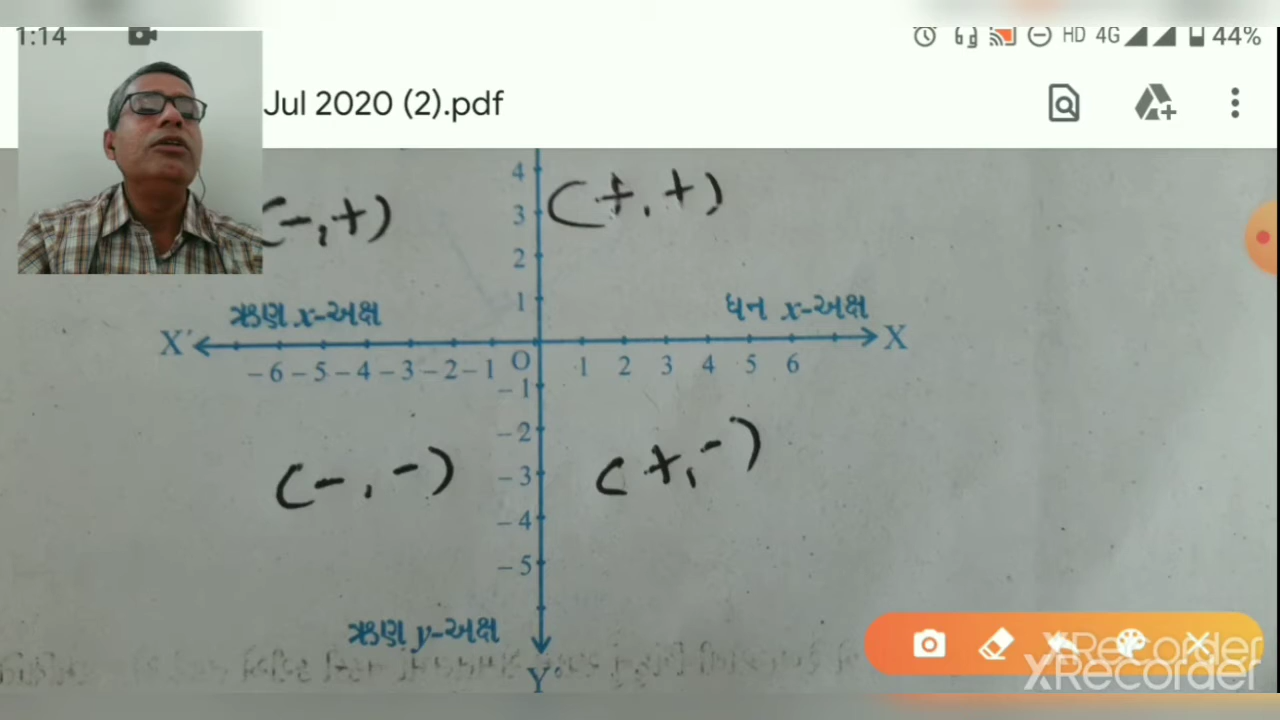 1:14 HD 4G 44%
Jul 2020 (2).pdf
(-,+) (+,+)
4
3
2
1
ઋણ x-અક્ષ ધન x-અક્ષ
X′ O X
-6 -5 -4 -3 -2 -1 1 2 3 4 5 6
-1
-2
(-,-) (+,-)
-3
-4
-5
ઋણ y-અક્ષ
Y′
XRecorder
XRecorder